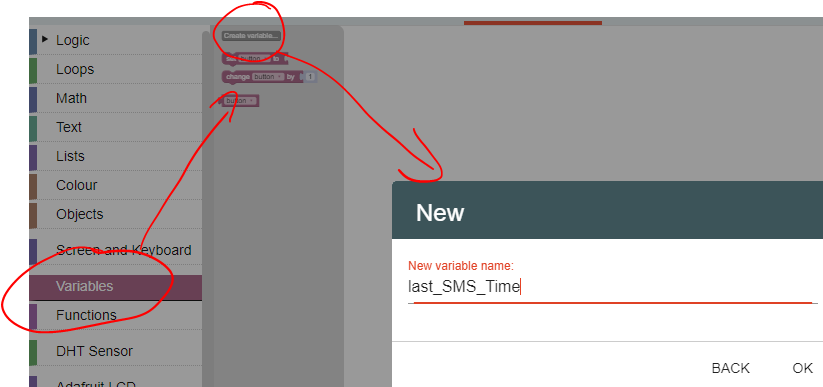 Logic
Loops
Math
Text
Lists
Colour
Objects
Screen and Keyboard
Variables
Functions
DHT Sensor
Adafruit LCD
Create variable...
set button to
change button by 1
button
New
New variable name:
last_SMS_Time
BACK OK